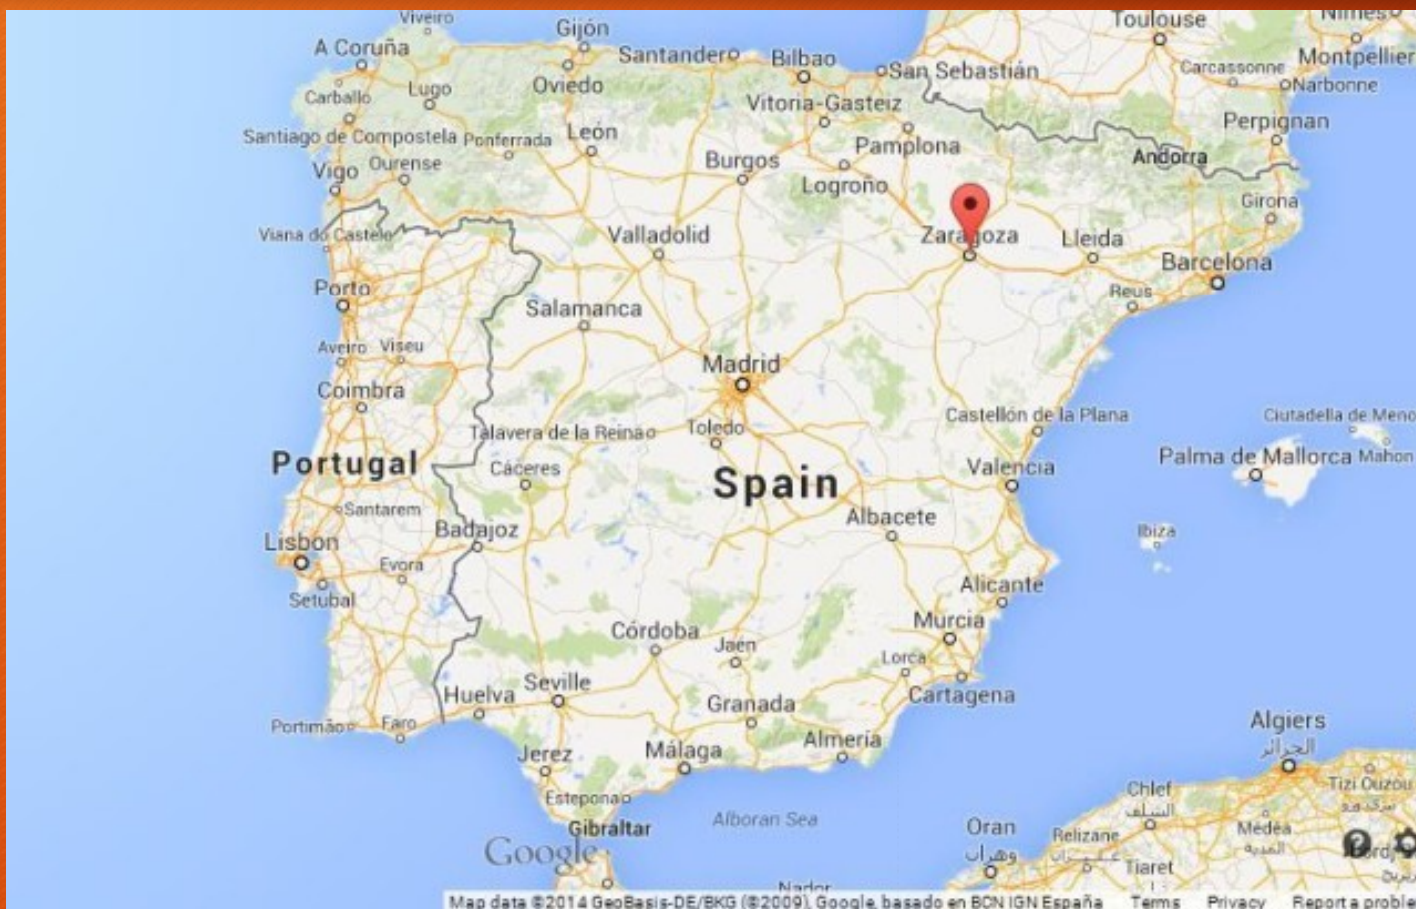 Viveiro
Gijón
Toulouse
Nimes
A Coruña
Santander
Bilbao
San Sebastián
Carcassonne
Montpellier
Carballo
Lugo
Oviedo
Narbonne
Vitoria-Gasteiz
Perpignan
Santiago de Compostela
Ponferrada
León
Pamplona
Andorra
Burgos
Vigo
Ourense
Logroño
Girona
Viana do Castelo
Valladolid
Zaragoza
Lleida
Barcelona
Porto
Reus
Salamanca
Aveiro
Viseu
Madrid
Coimbra
Castellón de la Plana
Ciutadella de Meno
Talavera de la Reina
Toledo
Portugal
Cáceres
Spain
Valencia
Palma de Mallorca
Mahon
Santarem
Albacete
Badajoz
Ibiza
Lisbon
Evora
Alicante
Setubal
Murcia
Córdoba
Jaén
Lorca
Cartagena
Huelva
Seville
Granada
Portimão
Faro
Algiers
الجزائر
Almería
Jerez
Málaga
Tizi Ouzou
Chlef
الشلف
Estepona
Gibraltar
Alboran Sea
Oran
وهران
Relizane
Médéa
المدية
Google
Tiaret
Nador
Map data ©2014 GeoBasis-DE/BKG (©2009), Google, basado en BCN IGN España Terms Privacy Report a proble